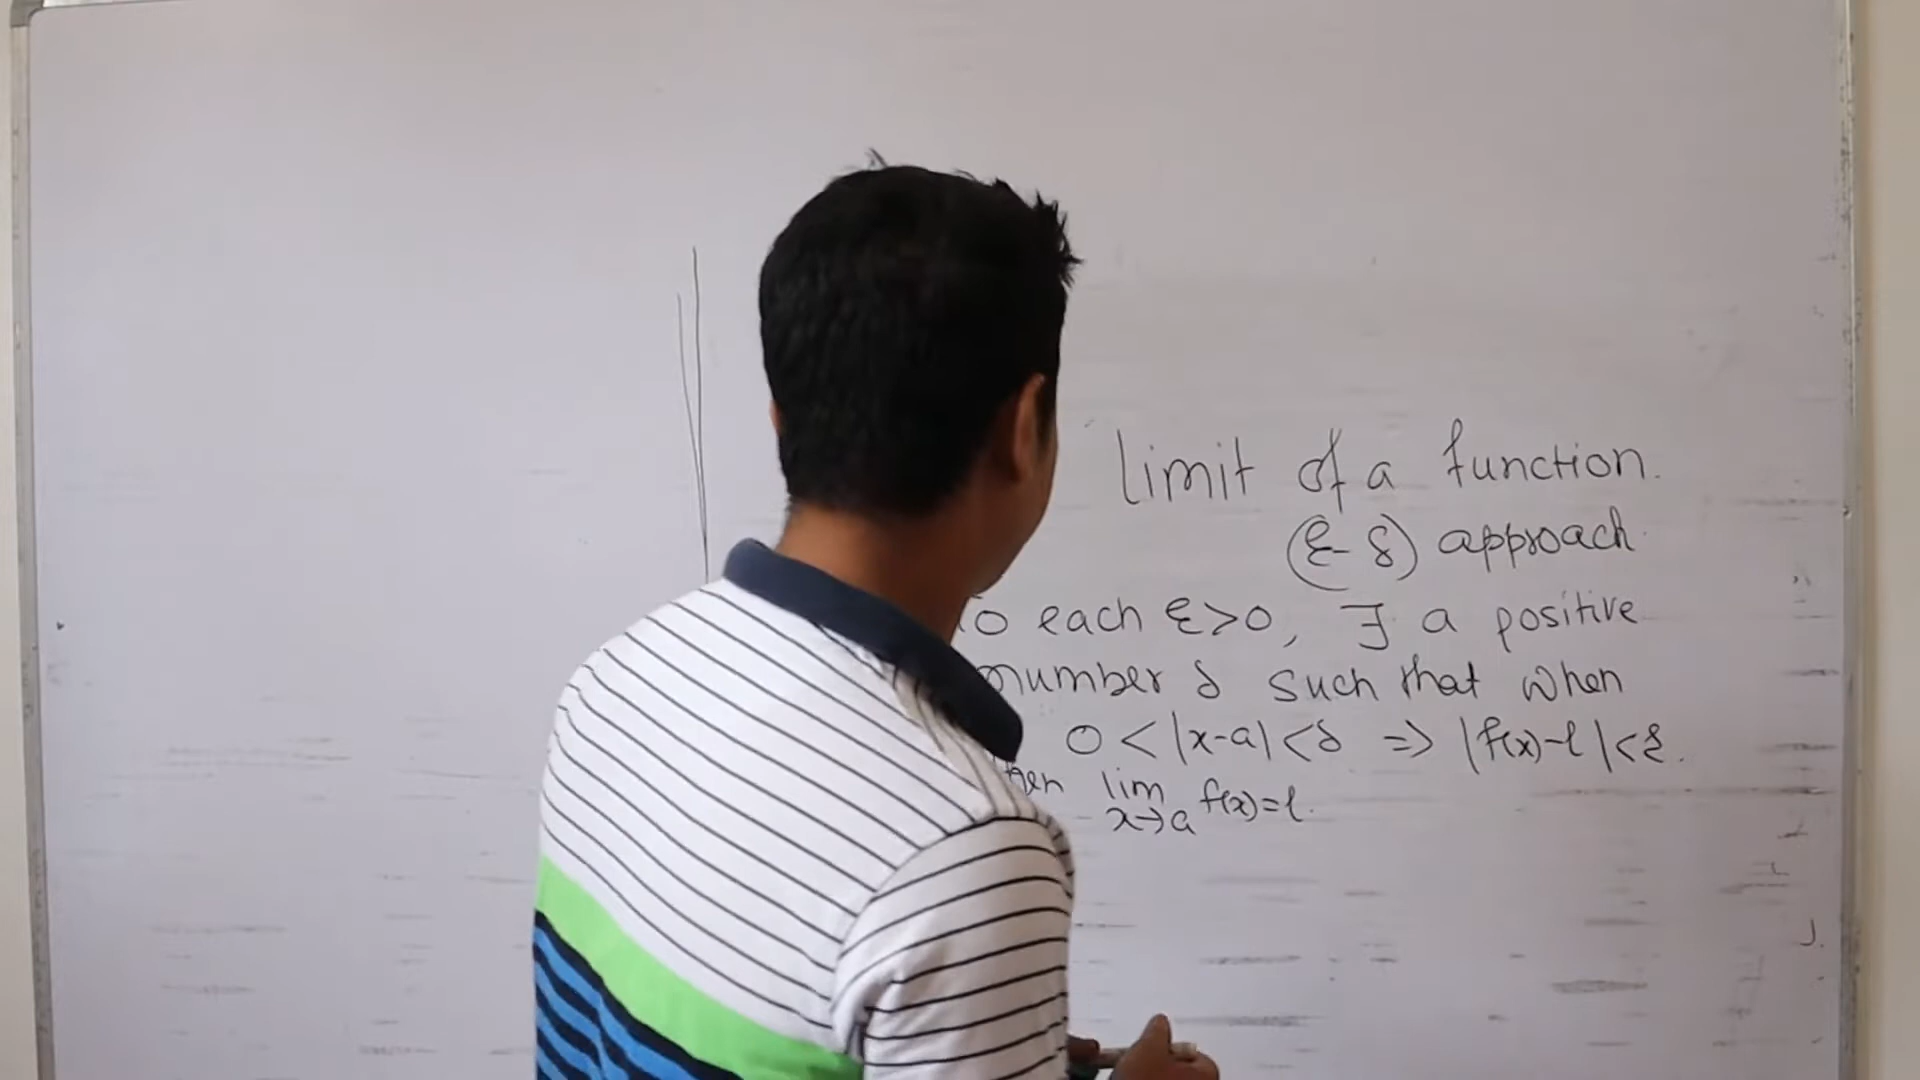 limit of a function.
(ε-δ) approach.
to each ε>0, ∃ a positive
number δ such that when
0 < |x-a| < δ => |f(x)-l| < ε.
then lim x→a f(x)=l.